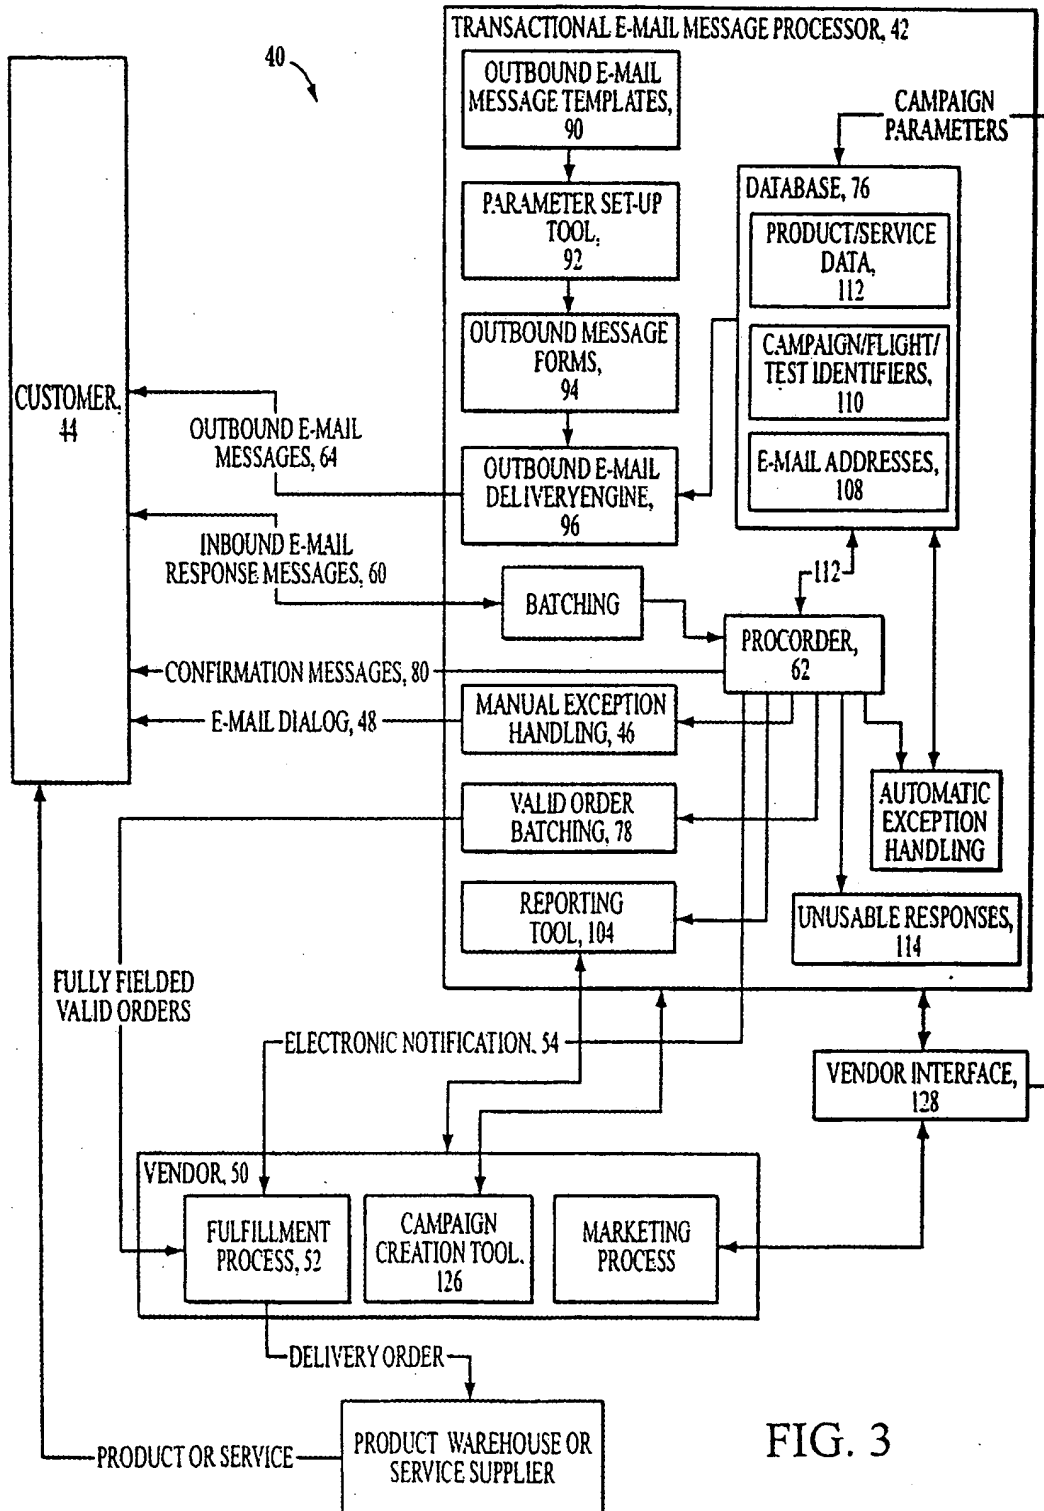 TRANSACTIONAL E-MAIL MESSAGE PROCESSOR, 42
40
OUTBOUND E-MAIL
MESSAGE TEMPLATES,
90
CAMPAIGN
PARAMETERS
PARAMETER SET-UP
TOOL,
92
DATABASE, 76
PRODUCT/SERVICE
DATA,
112
OUTBOUND MESSAGE
FORMS,
94
CAMPAIGN/FLIGHT/
TEST IDENTIFIERS,
110
CUSTOMER,
44
OUTBOUND E-MAIL
MESSAGES, 64
OUTBOUND E-MAIL
DELIVERYENGINE,
96
E-MAIL ADDRESSES,
108
INBOUND E-MAIL
RESPONSE MESSAGES, 60
BATCHING
112
PROCORDER,
62
CONFIRMATION MESSAGES, 80
E-MAIL DIALOG, 48
MANUAL EXCEPTION
HANDLING, 46
VALID ORDER
BATCHING, 78
AUTOMATIC
EXCEPTION
HANDLING
REPORTING
TOOL, 104
UNUSABLE RESPONSES,
114
FULLY FIELDED
VALID ORDERS
ELECTRONIC NOTIFICATION, 54
VENDOR INTERFACE,
128
VENDOR, 50
FULFILLMENT
PROCESS, 52
CAMPAIGN
CREATION TOOL,
126
MARKETING
PROCESS
DELIVERY ORDER
PRODUCT OR SERVICE
PRODUCT WAREHOUSE OR
SERVICE SUPPLIER
FIG. 3